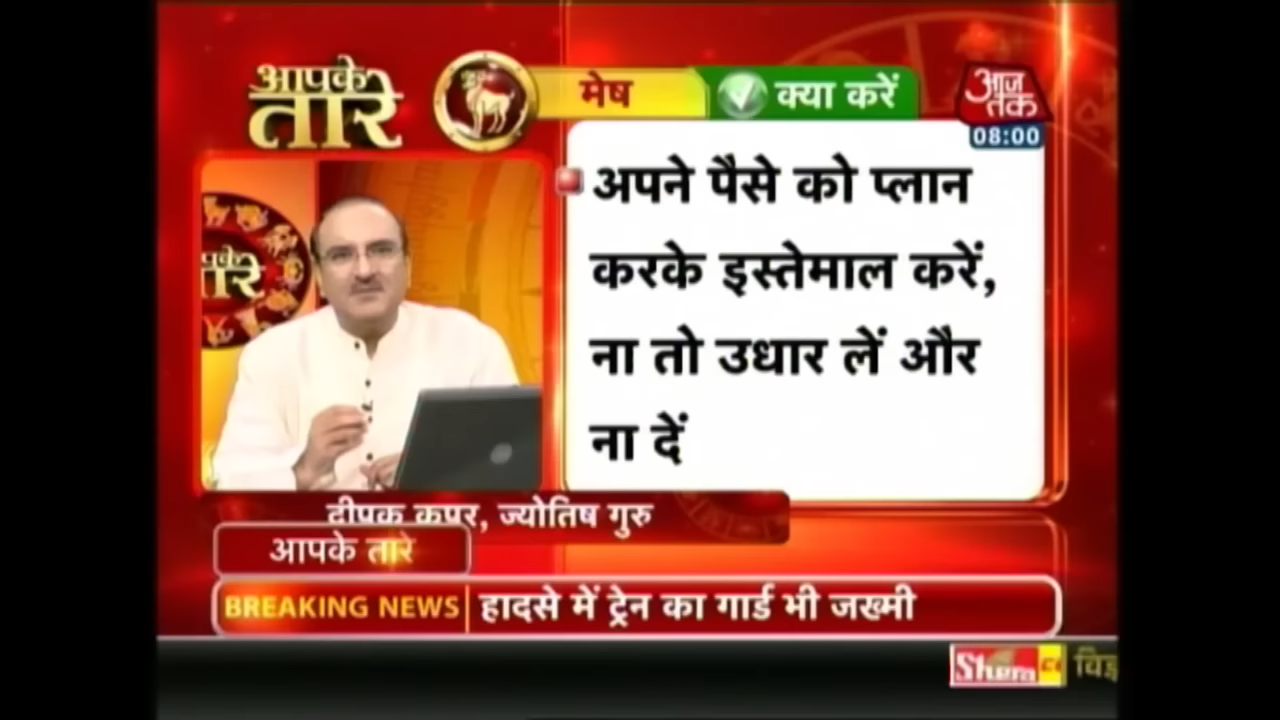 आपके
तारे
मेष
क्या करें
आज
तक
08:00
अपने पैसे को प्लान
करके इस्तेमाल करें,
ना तो उधार लें और
ना दें
पके
तारे
दीपक कपूर, ज्योतिष गुरु
आपके तारे
BREAKING NEWS
हादसे में ट्रेन का गार्ड भी जख्मी